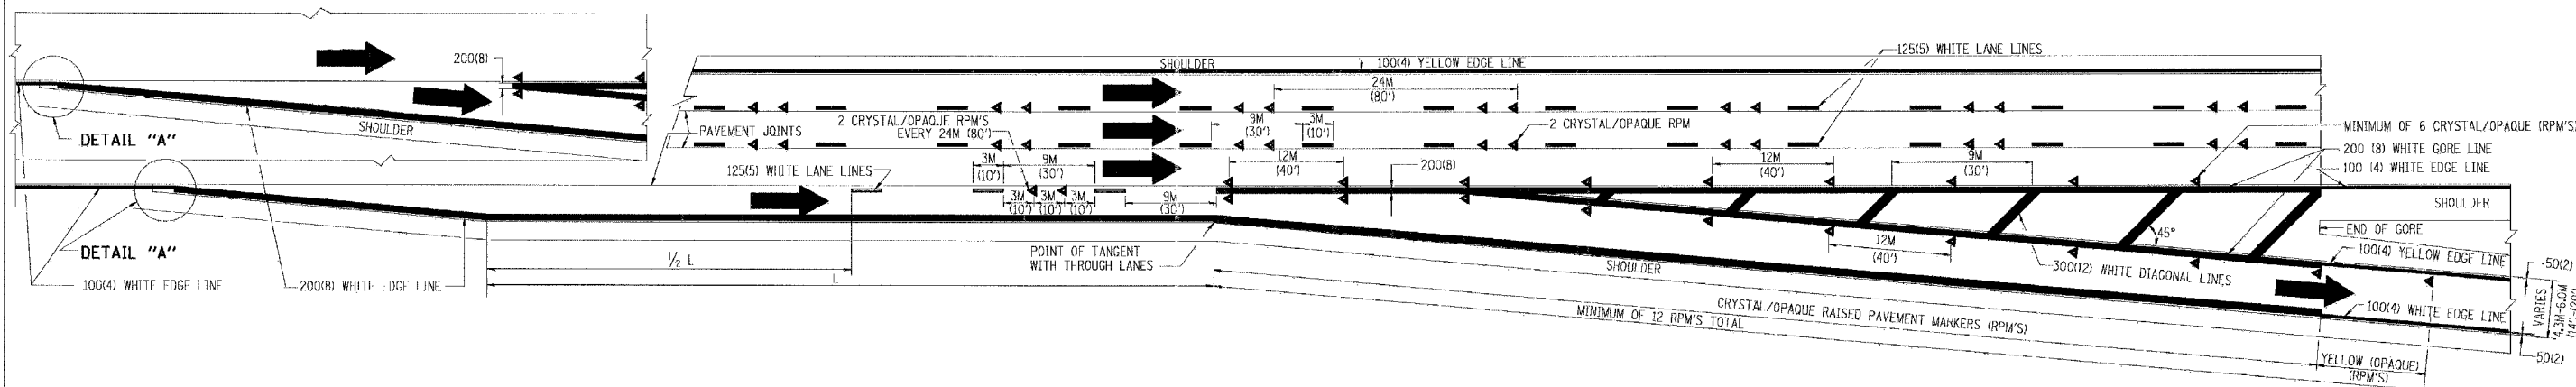 200(8)
DETAIL "A"
SHOULDER
SHOULDER
100(4) YELLOW EDGE LINE
125(5) WHITE LANE LINES
24M
(80')
PAVEMENT JOINTS
2 CRYSTAL/OPAQUE RPM'S
EVERY 24M (80')
9M
(30')
3M
(10')
2 CRYSTAL/OPAQUE RPM
MINIMUM OF 6 CRYSTAL/OPAQUE (RPM'S)
200 (8) WHITE GORE LINE
100 (4) WHITE EDGE LINE
125(5) WHITE LANE LINES
3M
(10')
9M
(30')
12M
(40')
200(8)
12M
(40')
9M
(30')
3M
(10')
3M
(10')
3M
(10')
9M
(30')
SHOULDER
DETAIL "A"
END OF GORE
45°
POINT OF TANGENT
WITH THROUGH LANES
1/2 L
L
12M
(40')
100(4) YELLOW EDGE LINE
50(2)
SHOULDER
300(12) WHITE DIAGONAL LINES
100(4) WHITE EDGE LINE
200(8) WHITE EDGE LINE
CRYSTAL/OPAQUE RAISED PAVEMENT MARKERS (RPM'S)
MINIMUM OF 12 RPM'S TOTAL
100(4) WHITE EDGE LINE
VARIES
4.3M-6.0M
50(2)
YELLOW (OPAQUE)
(RPM'S)